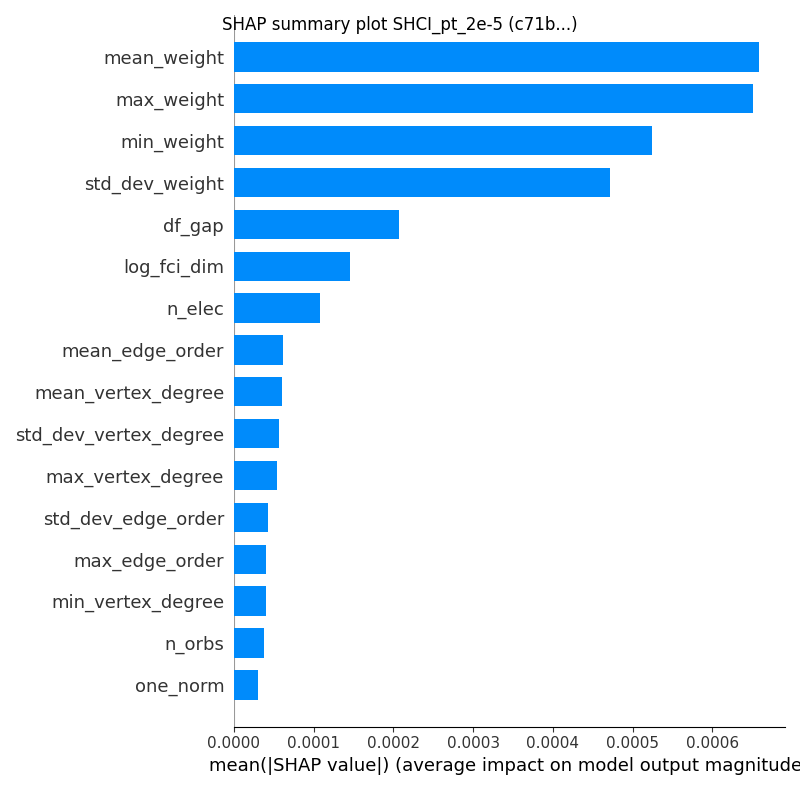 SHAP summary plot SHCI_pt_2e-5 (c71b...)
mean_weight
max_weight
min_weight
std_dev_weight
df_gap
log_fci_dim
n_elec
mean_edge_order
mean_vertex_degree
std_dev_vertex_degree
max_vertex_degree
std_dev_edge_order
max_edge_order
min_vertex_degree
n_orbs
one_norm
0.0000 0.0001 0.0002 0.0003 0.0004 0.0005 0.0006
mean(|SHAP value|) (average impact on model output magnitude